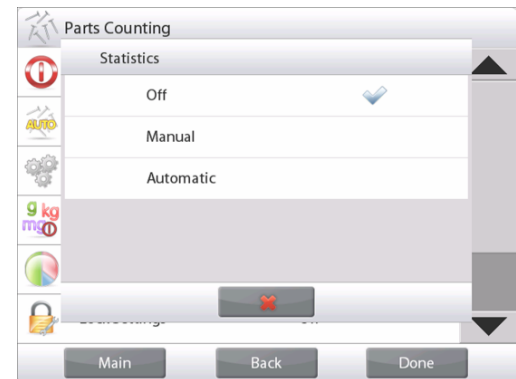 Parts Counting
Statistics
Off
Manual
AUTO
Automatic
g kg
mg
Main Back Done